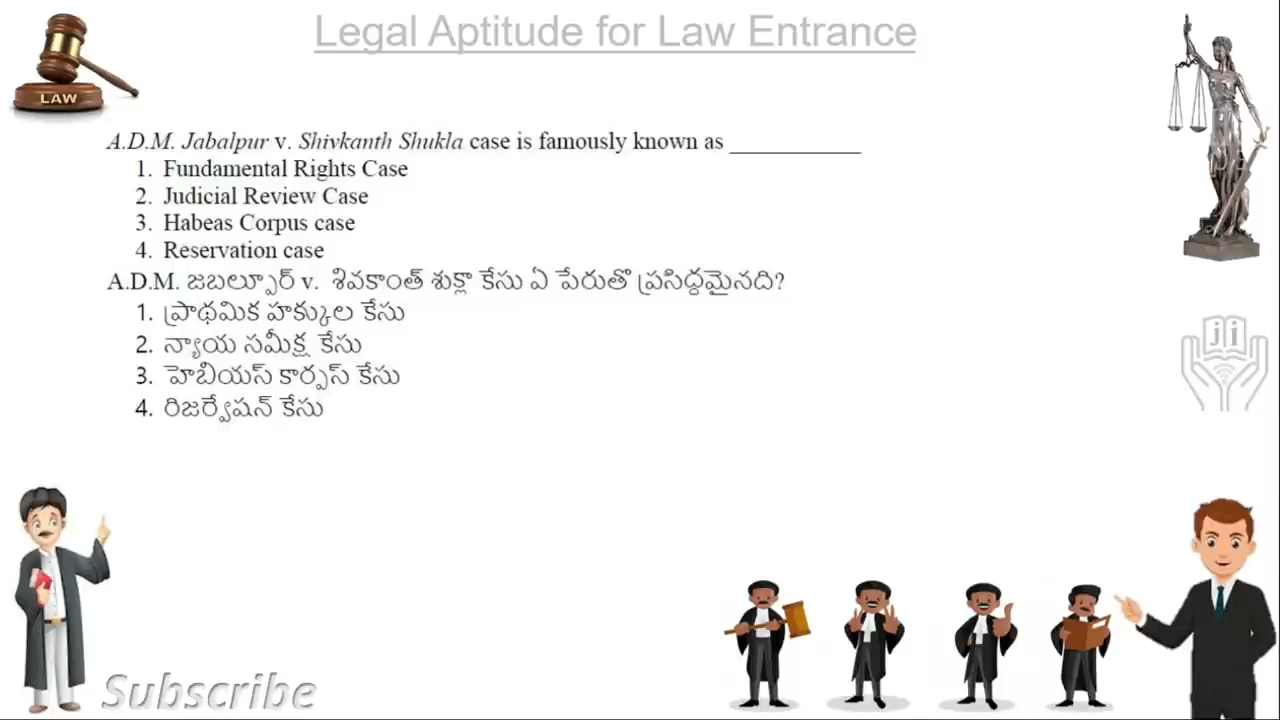 Legal Aptitude for Law Entrance
LAW
A.D.M. Jabalpur v. Shivkanth Shukla case is famously known as ___________
1. Fundamental Rights Case
2. Judicial Review Case
3. Habeas Corpus case
4. Reservation case
A.D.M. జబల్పూర్ v. శివకాంత్ శుక్లా కేసు ఏ పేరుతో ప్రసిద్ధమైనది?
1. ప్రాథమిక హక్కుల కేసు
2. న్యాయ సమీక్ష కేసు
3. హెబియస్ కార్పస్ కేసు
4. రిజర్వేషన్ కేసు
ji
Subscribe